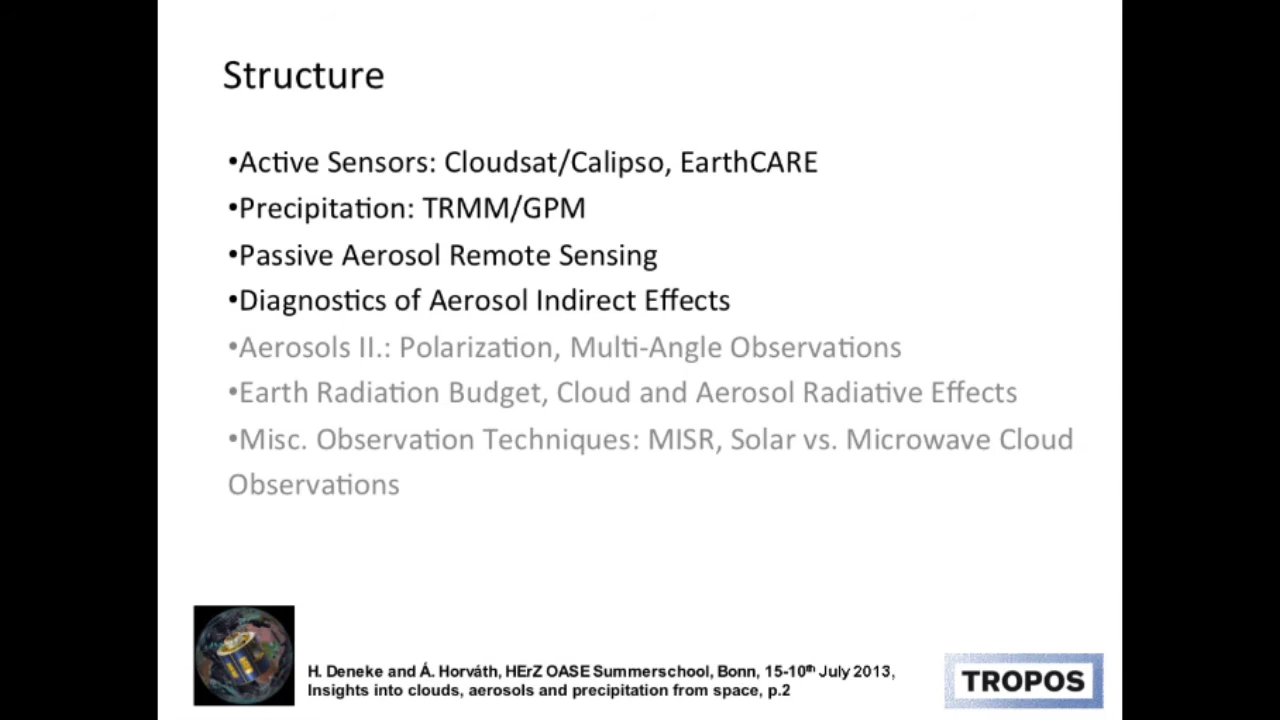 Structure
•Active Sensors: Cloudsat/Calipso, EarthCARE
•Precipitation: TRMM/GPM
•Passive Aerosol Remote Sensing
•Diagnostics of Aerosol Indirect Effects
•Aerosols II.: Polarization, Multi-Angle Observations
•Earth Radiation Budget, Cloud and Aerosol Radiative Effects
•Misc. Observation Techniques: MISR, Solar vs. Microwave Cloud
Observations
H. Deneke and Á. Horváth, HErZ OASE Summerschool, Bonn, 15-10th July 2013,
Insights into clouds, aerosols and precipitation from space, p.2
TROPOS